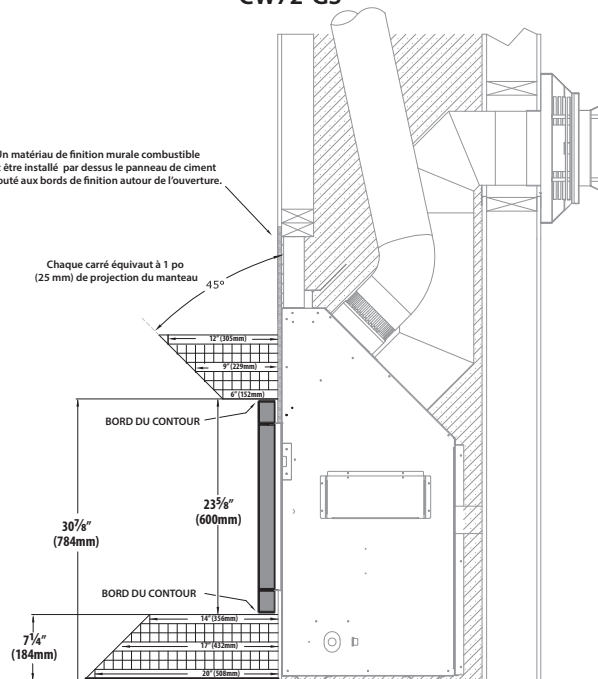 CW72-G5
Un matériau de finition murale combustible
être installé par dessus le panneau de ciment
outé aux bords de finition autour de l'ouverture.
Chaque carré équivaut à 1 po
(25 mm) de projection du manteau
45°
12" (305mm)
9" (229mm)
6" (152mm)
BORD DU CONTOUR
23⅝"
(600mm)
30⅞"
(784mm)
BORD DU CONTOUR
14" (356mm)
7¼"
(184mm)
17" (432mm)
20" (508mm)